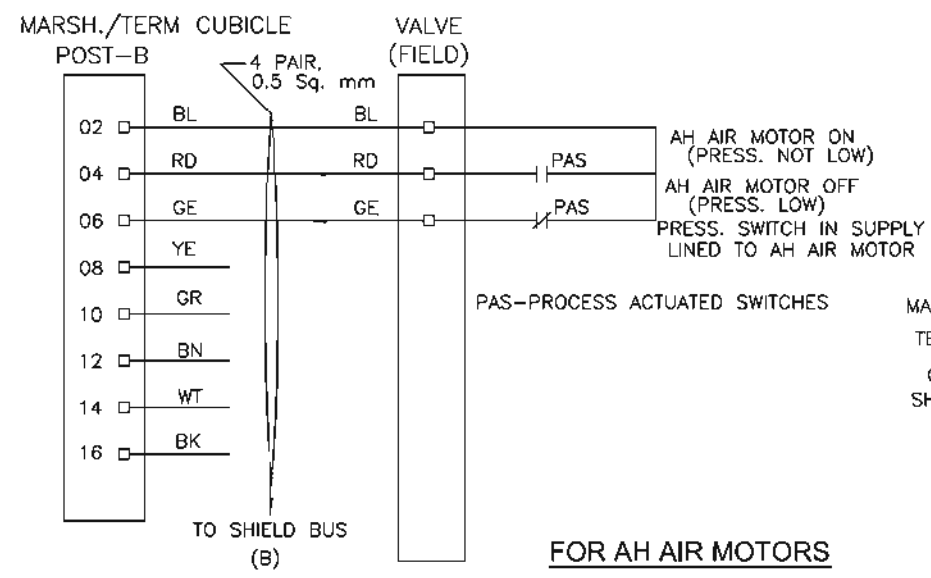 MARSH./TERM CUBICLE
POST-B
VALVE
(FIELD)
4 PAIR,
0.5 Sq. mm
02 BL BL
AH AIR MOTOR ON
(PRESS. NOT LOW)
04 RD RD PAS
AH AIR MOTOR OFF
(PRESS. LOW)
06 GE GE PAS
PRESS. SWITCH IN SUPPLY
LINED TO AH AIR MOTOR
08 YE
10 GR
PAS-PROCESS ACTUATED SWITCHES
12 BN
14 WT
16 BK
TO SHIELD BUS
(B)
FOR AH AIR MOTORS
MA
TE
SH